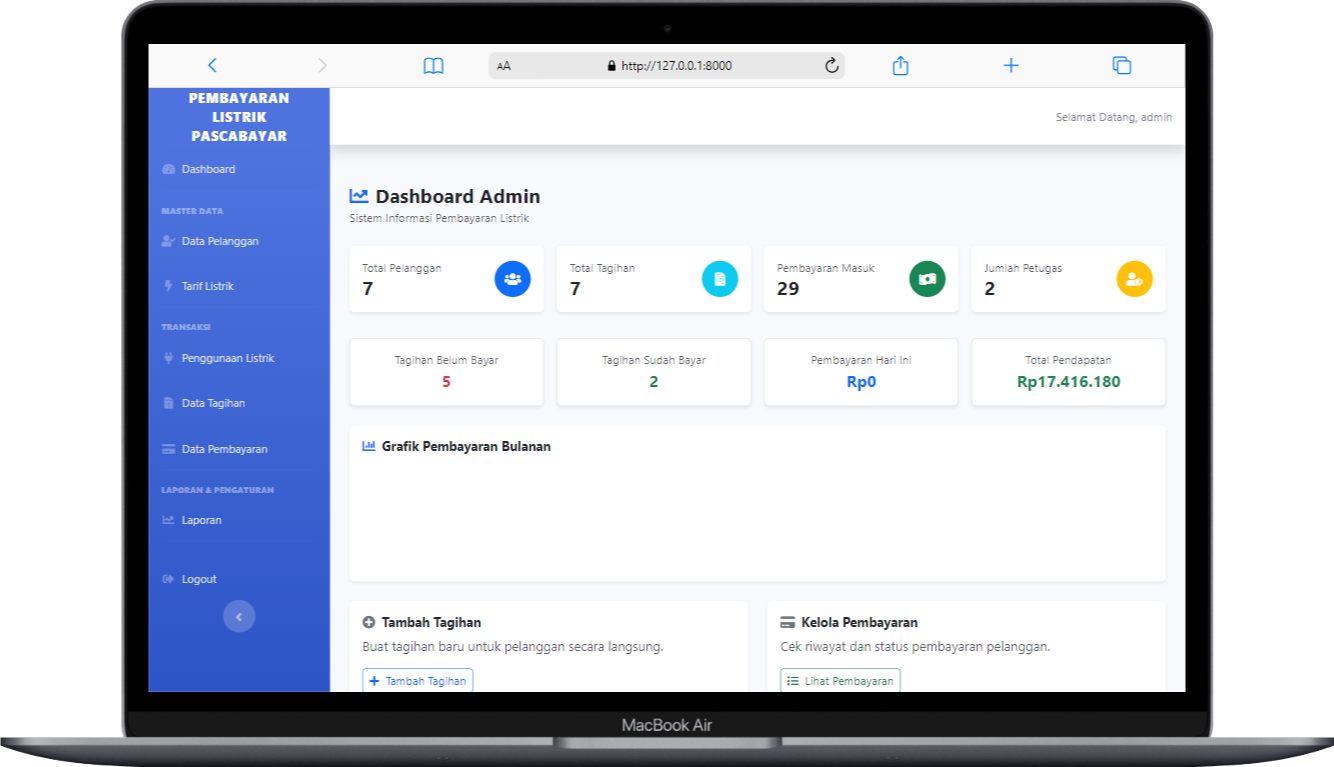 AA
http://127.0.0.1:8000
PEMBAYARAN
LISTRIK
PASCABAYAR
Dashboard
MASTER DATA
Data Pelanggan
Tarif Listrik
TRANSAKSI
Penggunaan Listrik
Data Tagihan
Data Pembayaran
LAPORAN & PENGATURAN
Laporan
Logout
Selamat Datang, admin
Dashboard Admin
Sistem Informasi Pembayaran Listrik
Total Pelanggan
7
Total Tagihan
7
Pembayaran Masuk
29
Jumlah Petugas
2
Tagihan Belum Bayar
5
Tagihan Sudah Bayar
2
Pembayaran Hari Ini
Rp0
Total Pendapatan
Rp17.416.180
Grafik Pembayaran Bulanan
Tambah Tagihan
Buat tagihan baru untuk pelanggan secara langsung.
Tambah Tagihan
Kelola Pembayaran
Cek riwayat dan status pembayaran pelanggan.
Lihat Pembayaran
MacBook Air